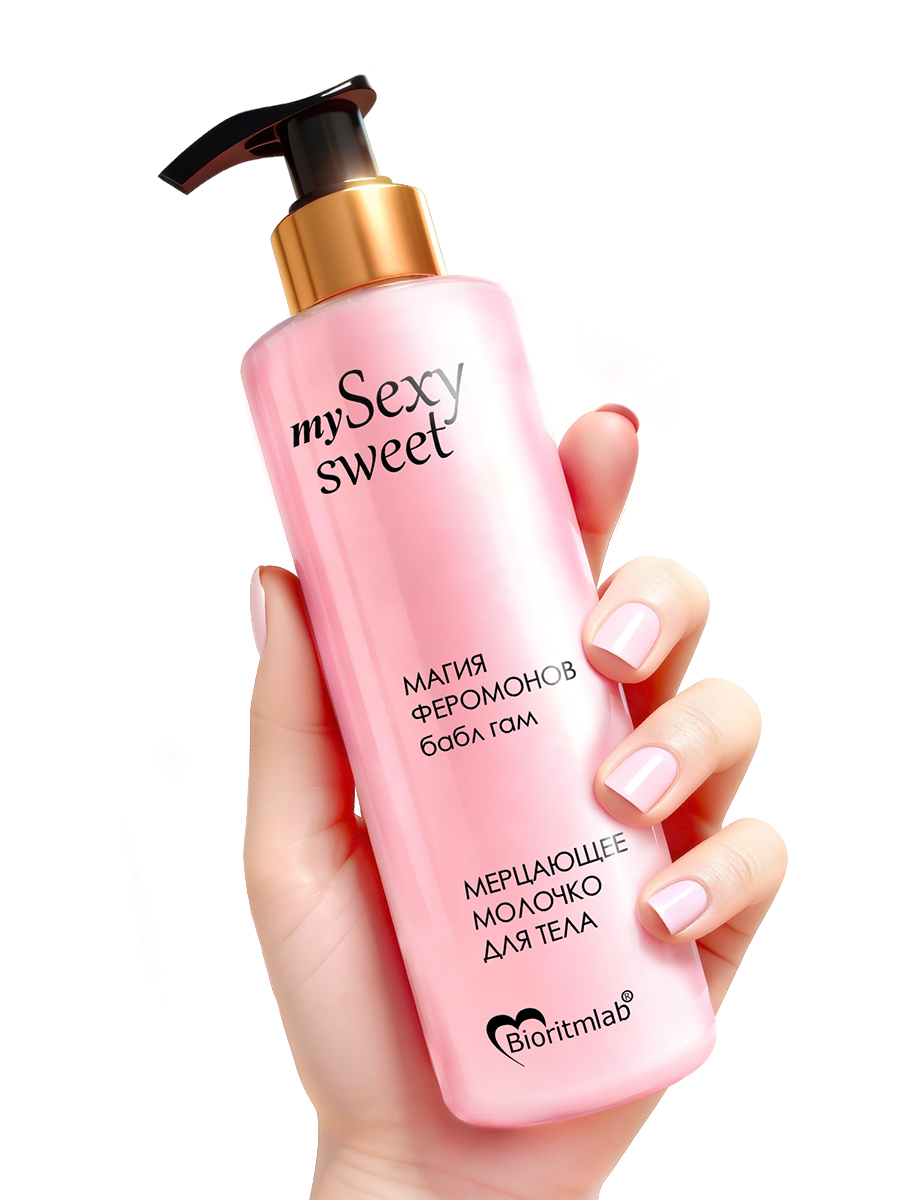 my Sexy
sweet
МАГИЯ
ФЕРОМОНОВ
бабл гам
МЕРЦАЮЩЕЕ
МОЛОЧКО
ДЛЯ ТЕЛА
Bioritmlab®